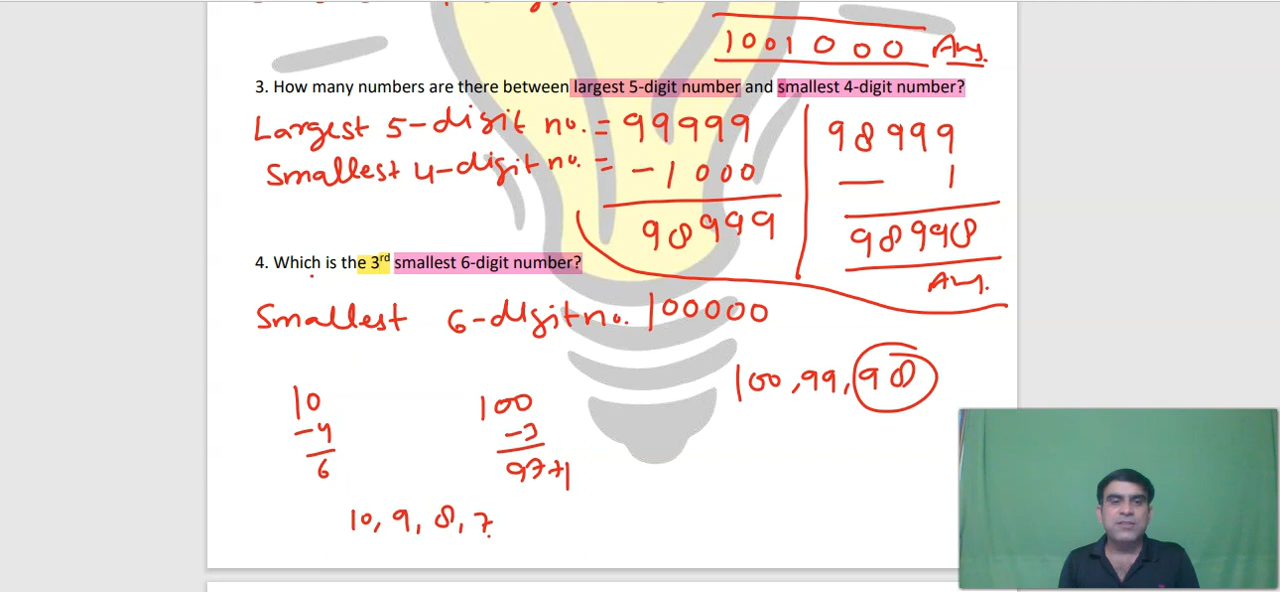 1001000 Ans.
3. How many numbers are there between largest 5-digit number and smallest 4-digit number?
Largest 5-digit no. = 99999
Smallest 4-digit no. = - 1000
98999
98999
- 1
98998
Ans.
4. Which is the 3rd smallest 6-digit number?
Smallest 6-digit no. 100000
100, 99, 98
10
-4
6
100
-3
97+1
10, 9, 8, 7